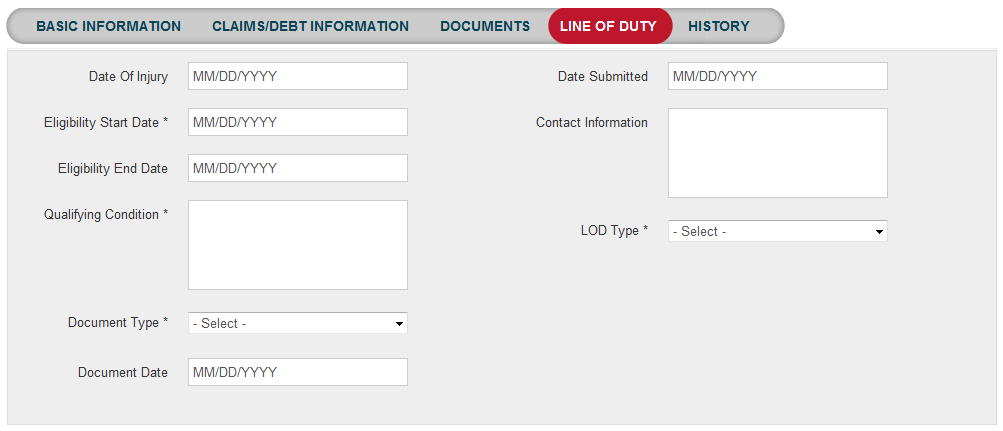 BASIC INFORMATION CLAIMS/DEBT INFORMATION DOCUMENTS LINE OF DUTY HISTORY
Date Of Injury MM/DD/YYYY
Eligibility Start Date * MM/DD/YYYY
Eligibility End Date MM/DD/YYYY
Qualifying Condition *
Document Type * - Select -
Document Date MM/DD/YYYY
Date Submitted MM/DD/YYYY
Contact Information
LOD Type * - Select -